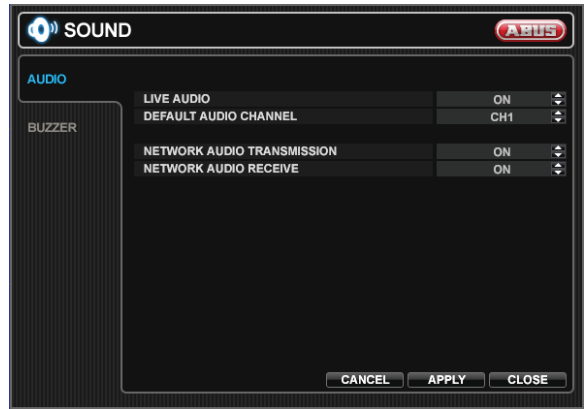 SOUND
ABUS
AUDIO
LIVE AUDIO ON
DEFAULT AUDIO CHANNEL CH1
BUZZER
NETWORK AUDIO TRANSMISSION ON
NETWORK AUDIO RECEIVE ON
CANCEL APPLY CLOSE